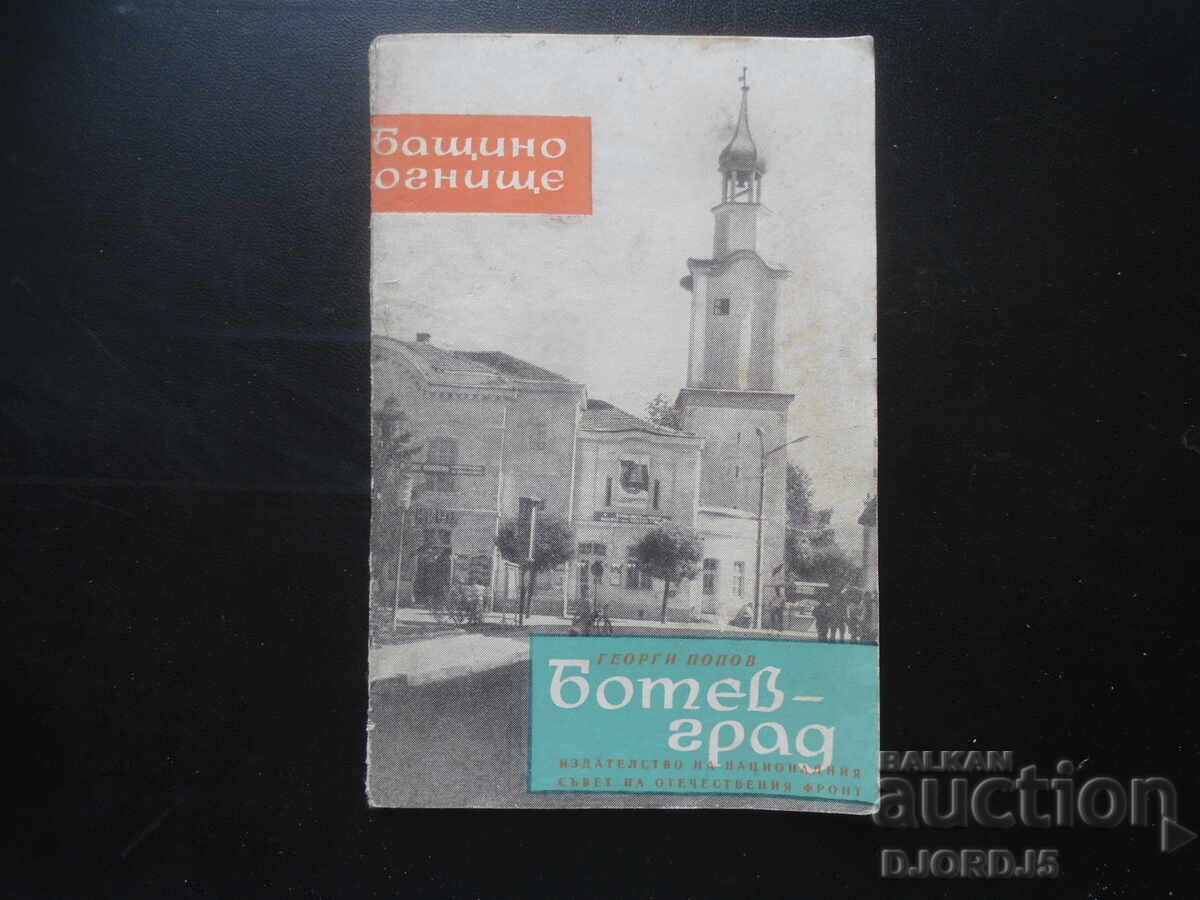 Бащино
огнище
ГЕОРГИ ПОПОВ
Ботев-
град
ИЗДАТЕЛСТВО НА НАЦИОНАЛНИЯ
СЪВЕТ НА ОТЕЧЕСТВЕНИЯ ФРОНТ
BALKAN
auction
DJORDJ5